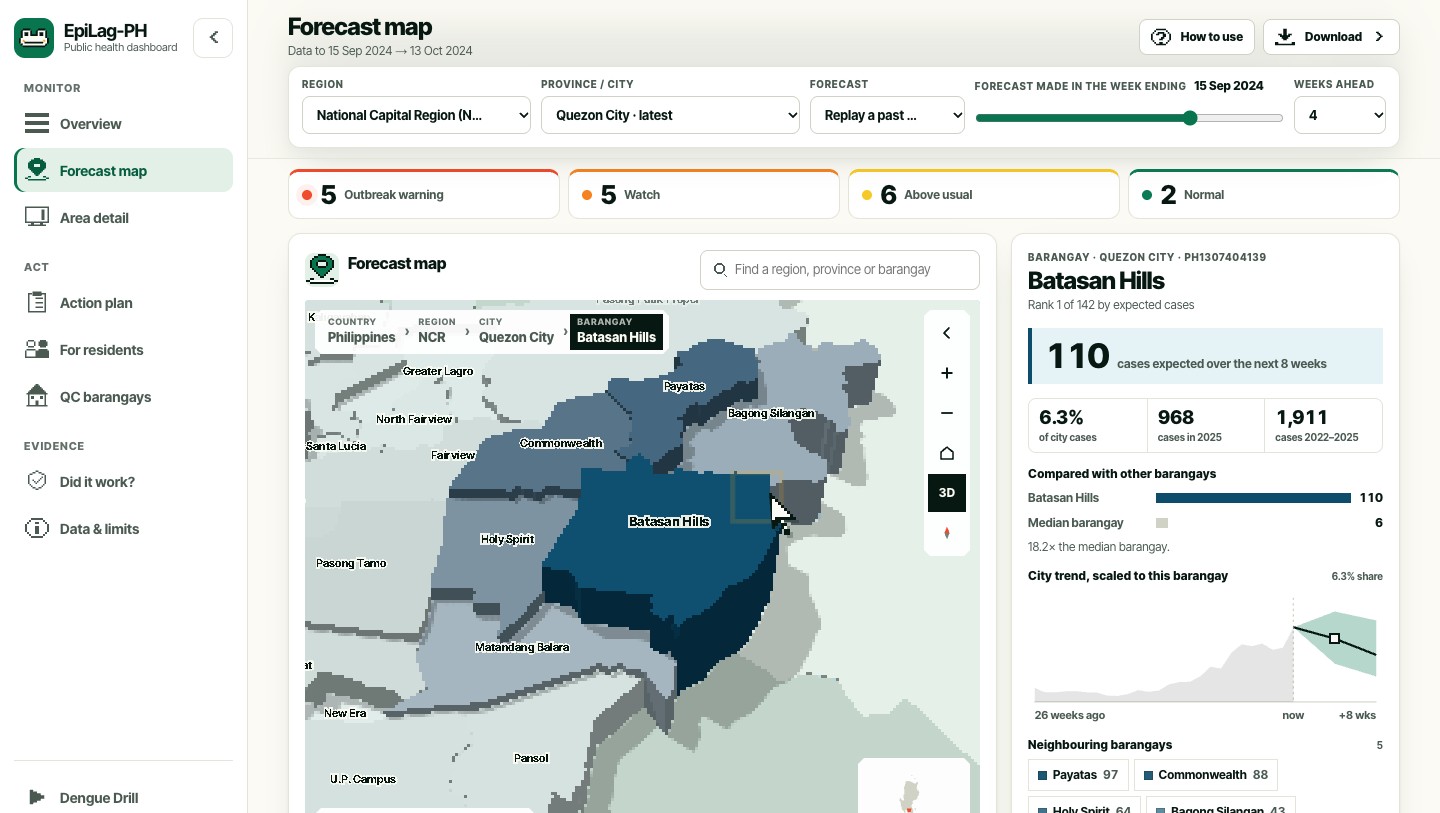 EpiLag-PH
Public health dashboard
MONITOR
Overview
Forecast map
Area detail
ACT
Action plan
For residents
QC barangays
EVIDENCE
Did it work?
Data & limits
Dengue Drill
Forecast map
Data to 15 Sep 2024 → 13 Oct 2024
How to use
Download
REGION
National Capital Region (N...
PROVINCE / CITY
Quezon City · latest
FORECAST
Replay a past ...
FORECAST MADE IN THE WEEK ENDING 15 Sep 2024
WEEKS AHEAD
4
5 Outbreak warning
5 Watch
6 Above usual
2 Normal
Forecast map
Find a region, province or barangay
COUNTRY
Philippines
›
REGION
NCR
›
CITY
Quezon City
›
BARANGAY
Batasan Hills
3D
Greater Lagro
Payatas
North Fairview
Bagong Silangan
Santa Lucia
Commonwealth
Fairview
Batasan Hills
Holy Spirit
Pasong Tamo
Matandang Balara
at
New Era
Pansol
U.P. Campus
BARANGAY · QUEZON CITY · PH1307404139
Batasan Hills
Rank 1 of 142 by expected cases
110 cases expected over the next 8 weeks
6.3%
of city cases
968
cases in 2025
1,911
cases 2022–2025
Compared with other barangays
Batasan Hills 110
Median barangay 6
18.2× the median barangay.
City trend, scaled to this barangay 6.3% share
26 weeks ago now +8 wks
Neighbouring barangays 5
Payatas 97
Commonwealth 88
Holy Spirit 64
Bagong Silangan 43